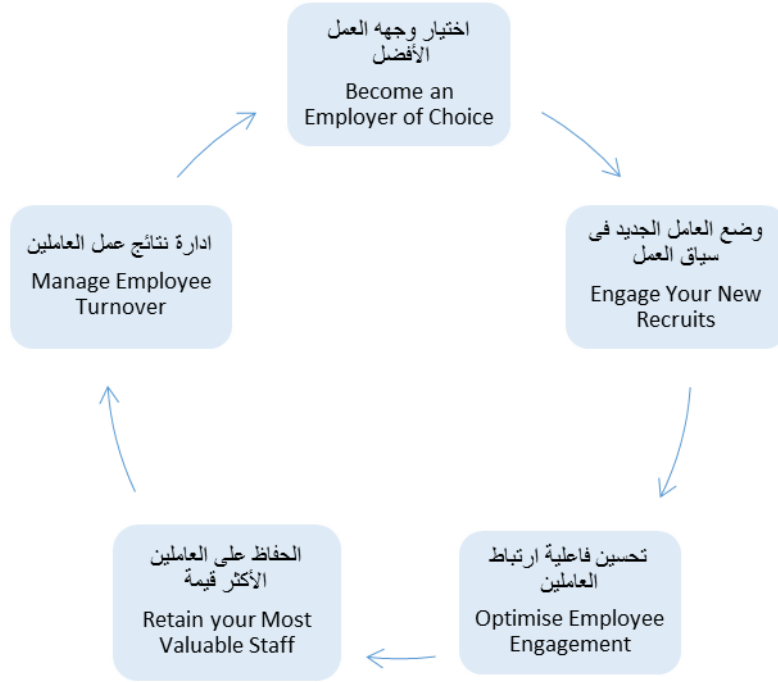 اختيار وجهه العمل
الأفضل
Become an
Employer of Choice
وضع العامل الجديد فى
سياق العمل
Engage Your New
Recruits
تحسين فاعلية ارتباط
العاملين
Optimise Employee
Engagement
الحفاظ على العاملين
الأكثر قيمة
Retain your Most
Valuable Staff
ادارة نتائج عمل العاملين
Manage Employee
Turnover